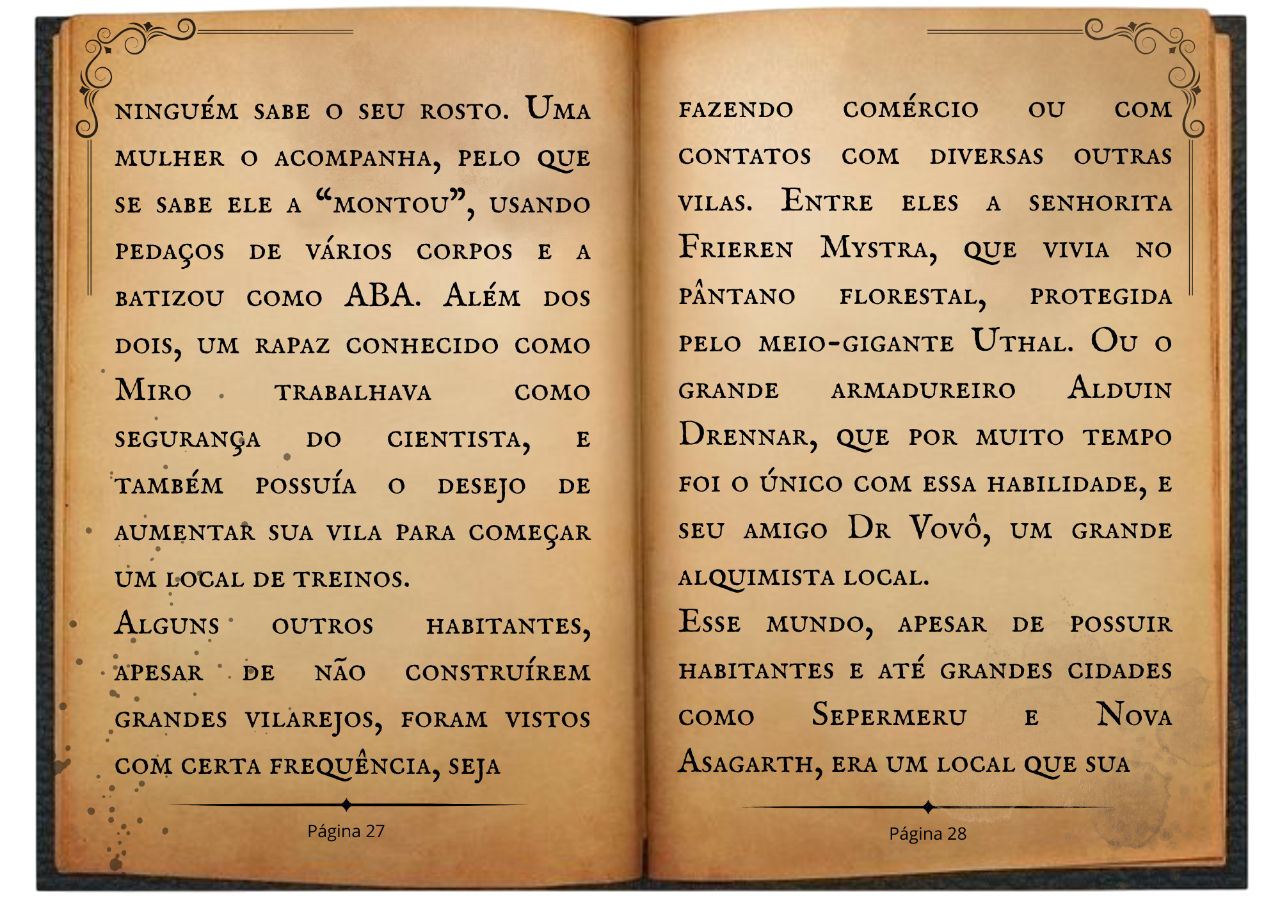 ninguém sabe o seu rosto. Uma
mulher o acompanha, pelo que
se sabe ele a “montou”, usando
pedaços de vários corpos e a
batizou como ABA. Além dos
dois, um rapaz conhecido como
Miro trabalhava como
segurança do cientista, e
também possuía o desejo de
aumentar sua vila para começar
um local de treinos.
Alguns outros habitantes,
apesar de não construírem
grandes vilarejos, foram vistos
com certa frequência, seja
Página 27
fazendo comércio ou com
contatos com diversas outras
vilas. Entre eles a senhorita
Frieren Mystra, que vivia no
pântano florestal, protegida
pelo meio-gigante Uthal. Ou o
grande armadureiro Alduin
Drennar, que por muito tempo
foi o único com essa habilidade, e
seu amigo Dr Vovô, um grande
alquimista local.
Esse mundo, apesar de possuir
habitantes e até grandes cidades
como Sepermeru e Nova
Asagarth, era um local que sua
Página 28